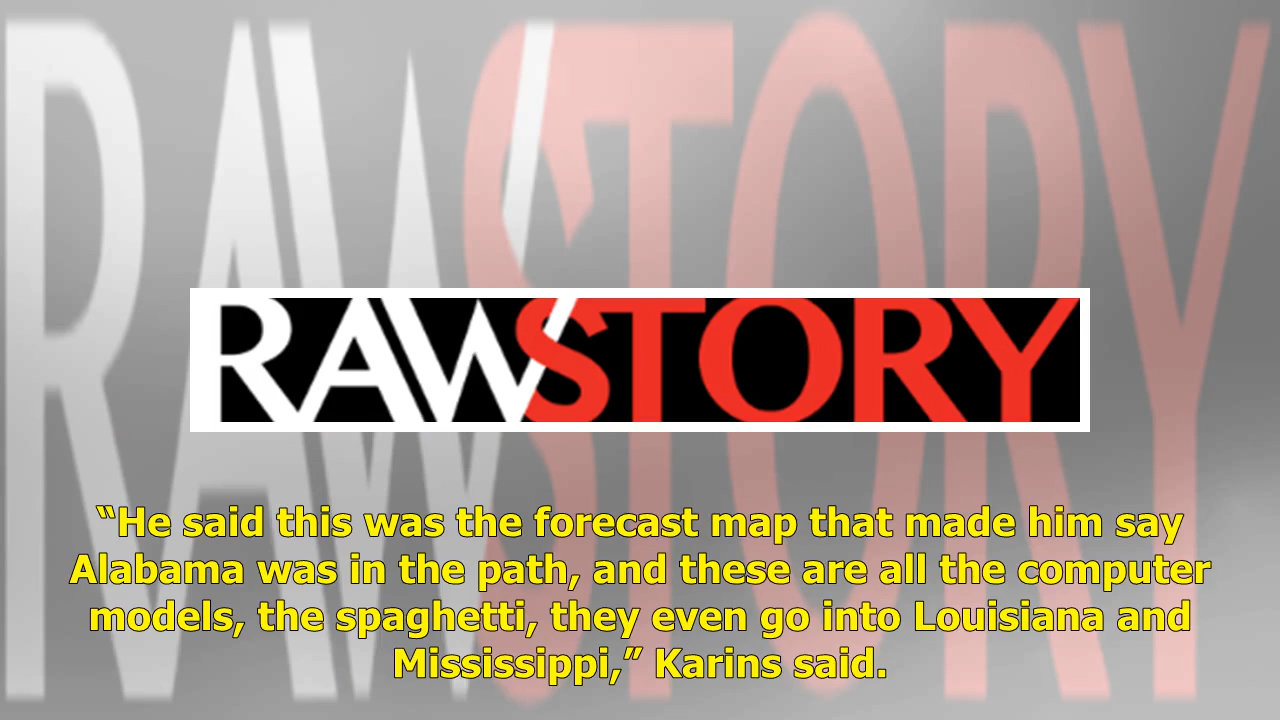 RAWSTORY
RAWSTORY
“He said this was the forecast map that made him say
Alabama was in the path, and these are all the computer
models, the spaghetti, they even go into Louisiana and
Mississippi,” Karins said.